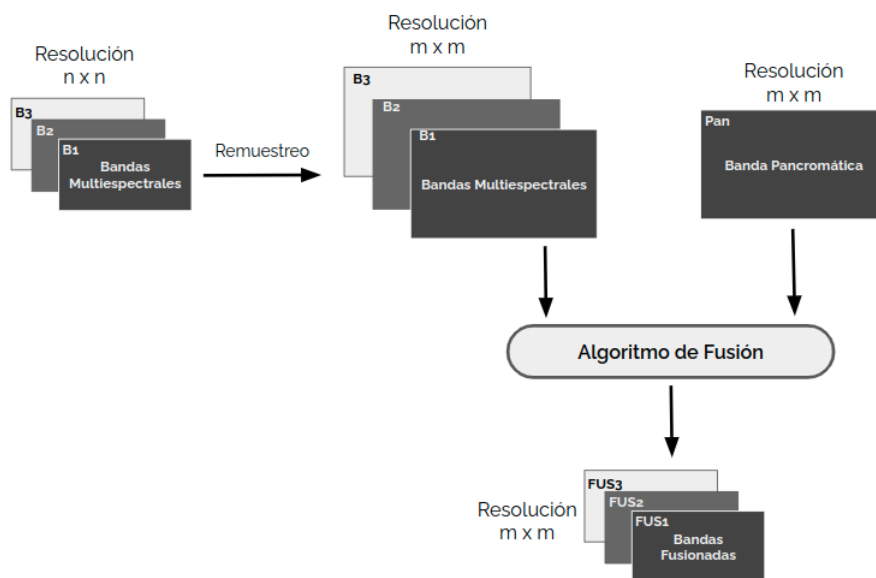 Resolución
n x n
B3
B2
B1
Bandas
Multiespectrales
Remuestreo
Resolución
m x m
B3
B2
B1
Bandas Multiespectrales
Resolución
m x m
Pan
Banda Pancromática
Algoritmo de Fusión
Resolución
m x m
FUS3
FUS2
FUS1
Bandas
Fusionadas